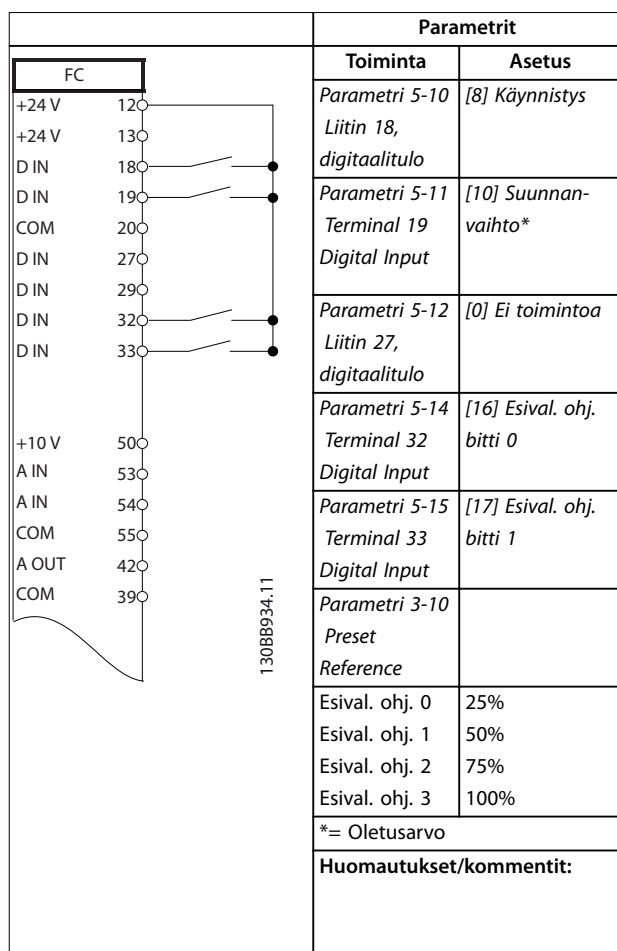 FC
+24 V 12
+24 V 13
D IN 18
D IN 19
COM 20
D IN 27
D IN 29
D IN 32
D IN 33
+10 V 50
A IN 53
A IN 54
COM 55
A OUT 42
COM 39
130BB934.11
Parametrit
Toiminta Asetus
Parametri 5-10 [8] Käynnistys
Liitin 18,
digitaalitulo
Parametri 5-11 [10] Suunnan-
Terminal 19 vaihto*
Digital Input
Parametri 5-12 [0] Ei toimintoa
Liitin 27,
digitaalitulo
Parametri 5-14 [16] Esival. ohj.
Terminal 32 bitti 0
Digital Input
Parametri 5-15 [17] Esival. ohj.
Terminal 33 bitti 1
Digital Input
Parametri 3-10
Preset
Reference
Esival. ohj. 0 25%
Esival. ohj. 1 50%
Esival. ohj. 2 75%
Esival. ohj. 3 100%
*= Oletusarvo
Huomautukset/kommentit: